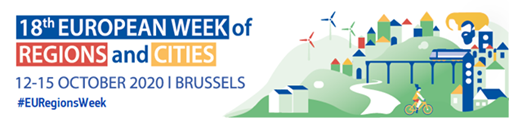 18th EUROPEAN WEEK of
REGIONS and CITIES
12-15 OCTOBER 2020 | BRUSSELS
#EURegionsWeek